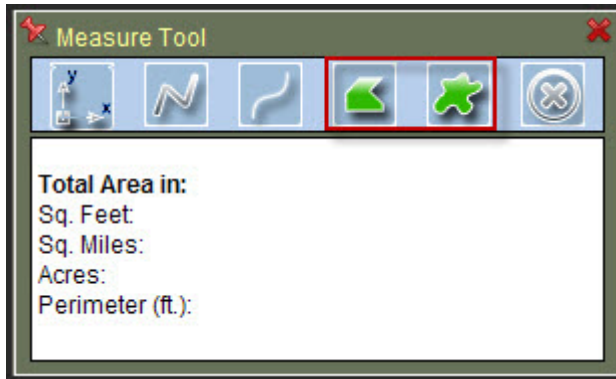 Measure Tool
y
x
Total Area in:
Sq. Feet:
Sq. Miles:
Acres:
Perimeter (ft.):